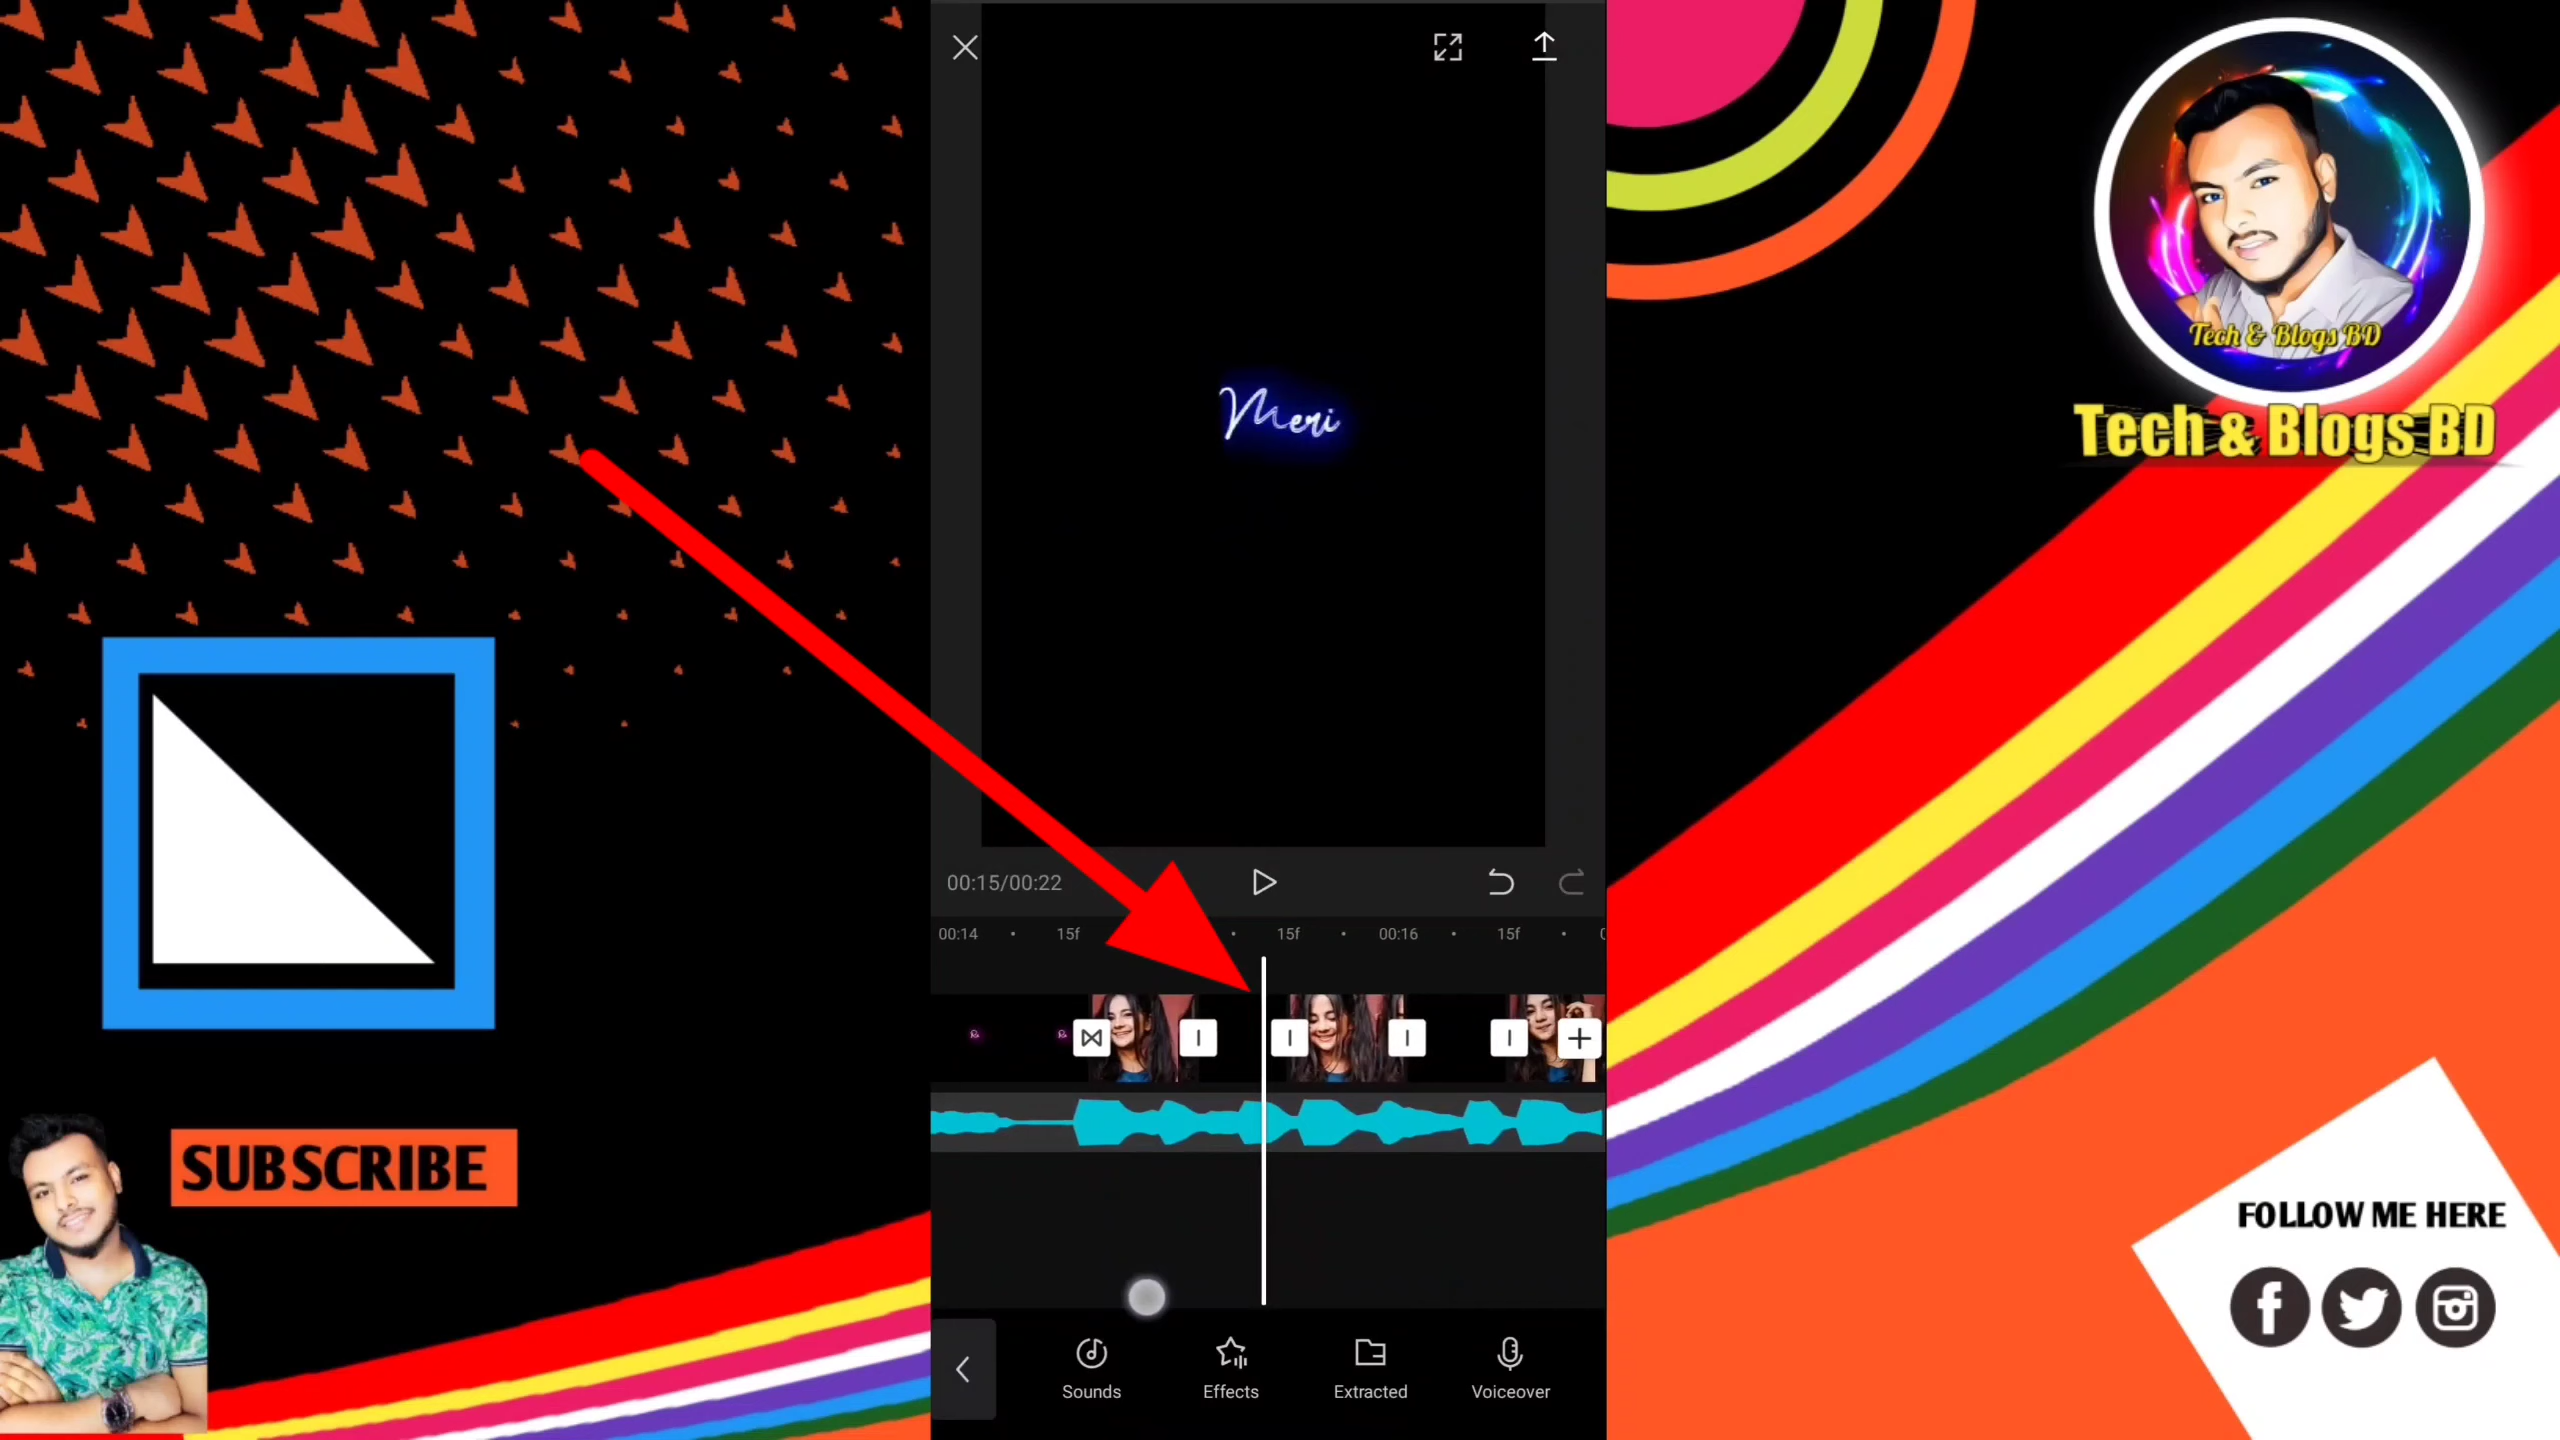 Meri
Tech & Blogs BD
Tech & Blogs BD
00:15/00:22
00:14
15f
15f
00:16
15f
SUBSCRIBE
FOLLOW ME HERE
Sounds
Effects
Extracted
Voiceover